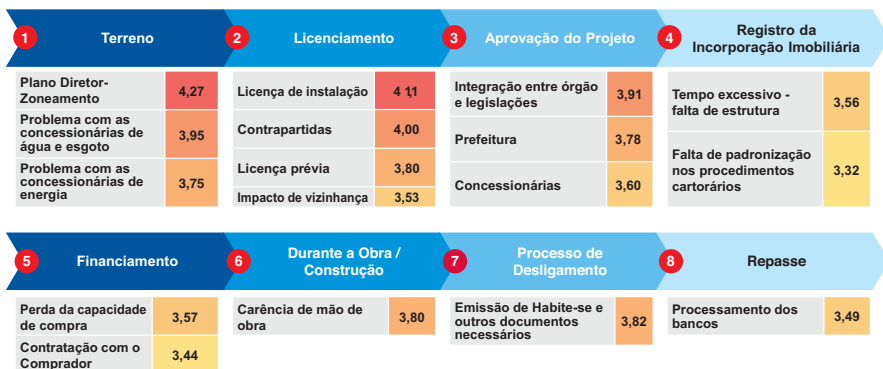 1 Terreno
Plano Diretor-
Zoneamento
4,27
Problema com as
concessionárias de
água e esgoto
3,95
Problema com as
concessionárias de
energia
3,75
2 Licenciamento
Licença de instalação 4 1,1
Contrapartidas 4,00
Licença prévia 3,80
Impacto de vizinhança 3,53
3 Aprovação do Projeto
Integração entre órgão
e legislações
3,91
Prefeitura 3,78
Concessionárias 3,60
4 Registro da
Incorporação Imobiliária
Tempo excessivo -
falta de estrutura
3,56
Falta de padronização
nos procedimentos
cartorários
3,32
5 Financiamento
Perda da capacidade
de compra
3,57
Contratação com o
Comprador
3,44
6 Durante a Obra /
Construção
Carência de mão de
obra
3,80
7 Processo de
Desligamento
Emissão de Habite-se e
outros documentos
necessários
3,82
8 Repasse
Processamento dos
bancos
3,49